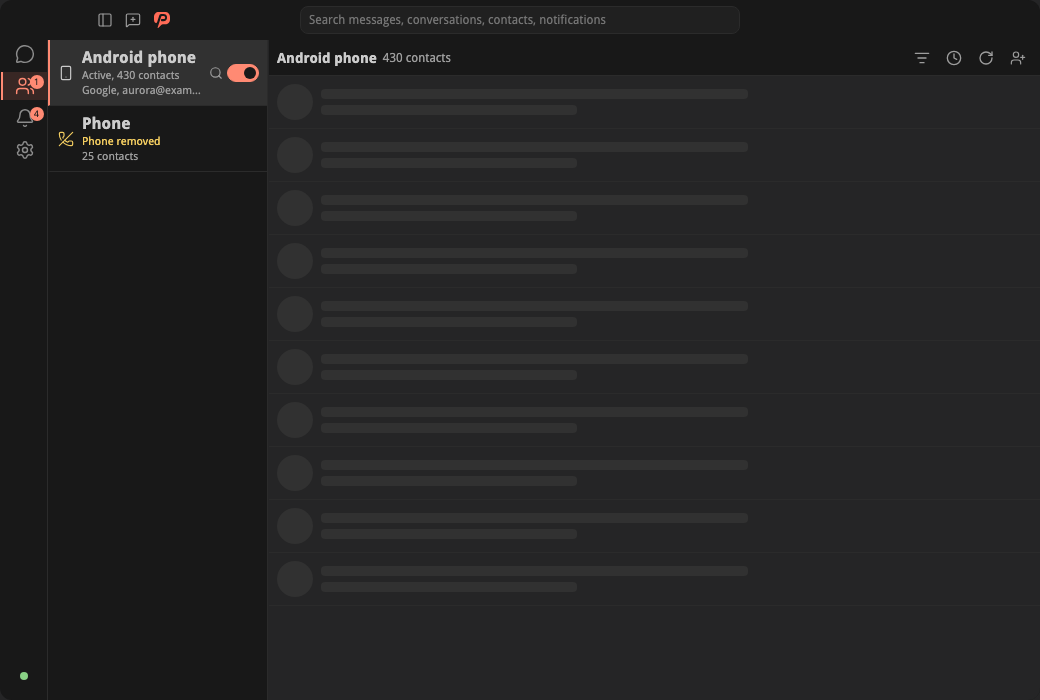 Search messages, conversations, contacts, notifications
1
4
Android phone
Active, 430 contacts
Google, aurora@exam...
Phone
Phone removed
25 contacts
Android phone 430 contacts